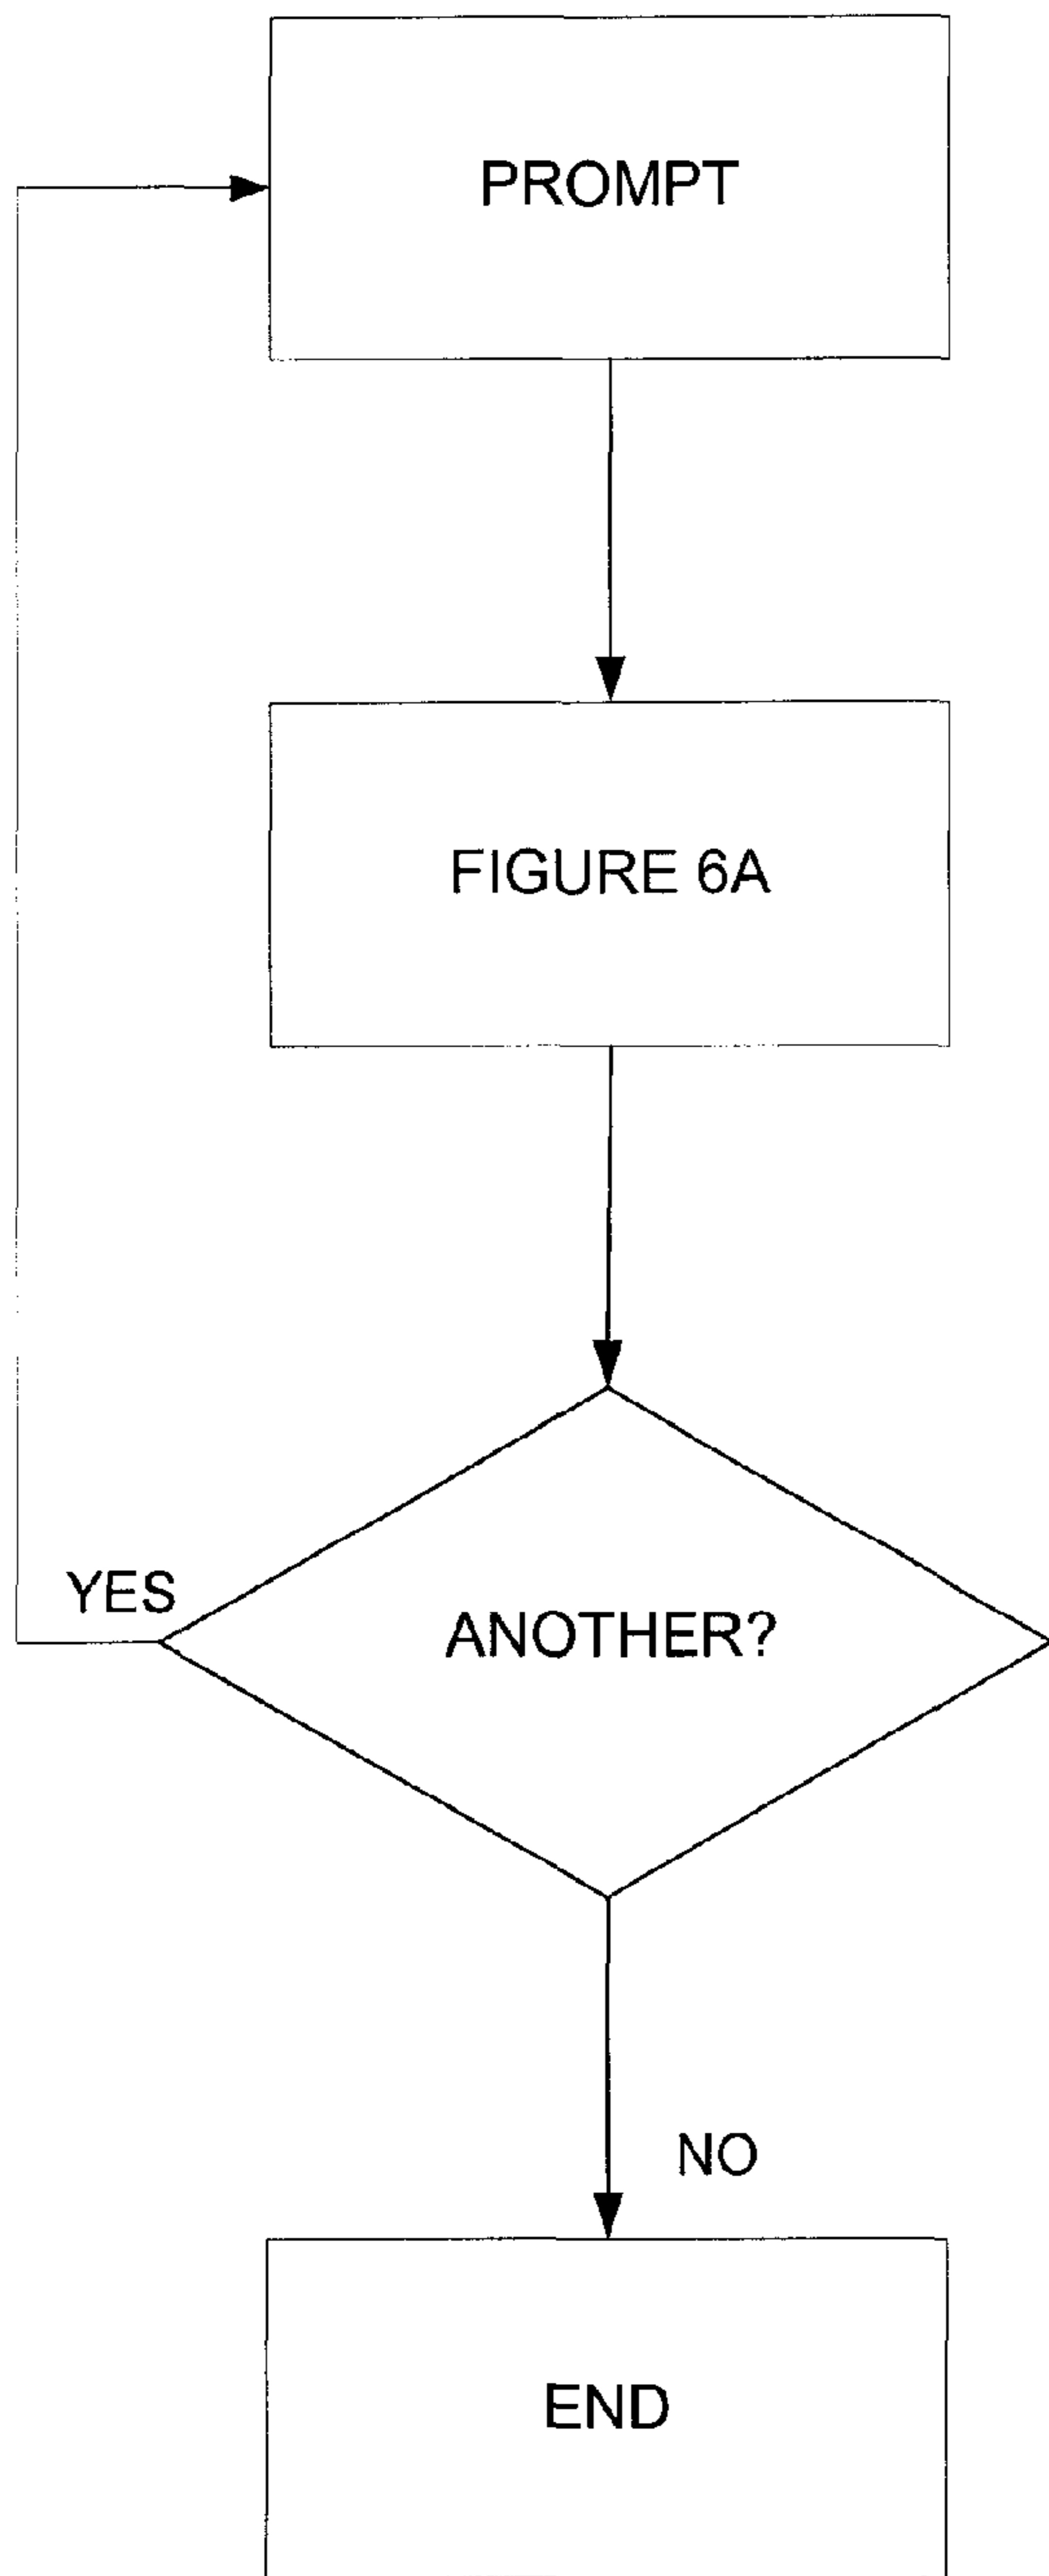 PROMPT
FIGURE 6A
YES
ANOTHER?
NO
END